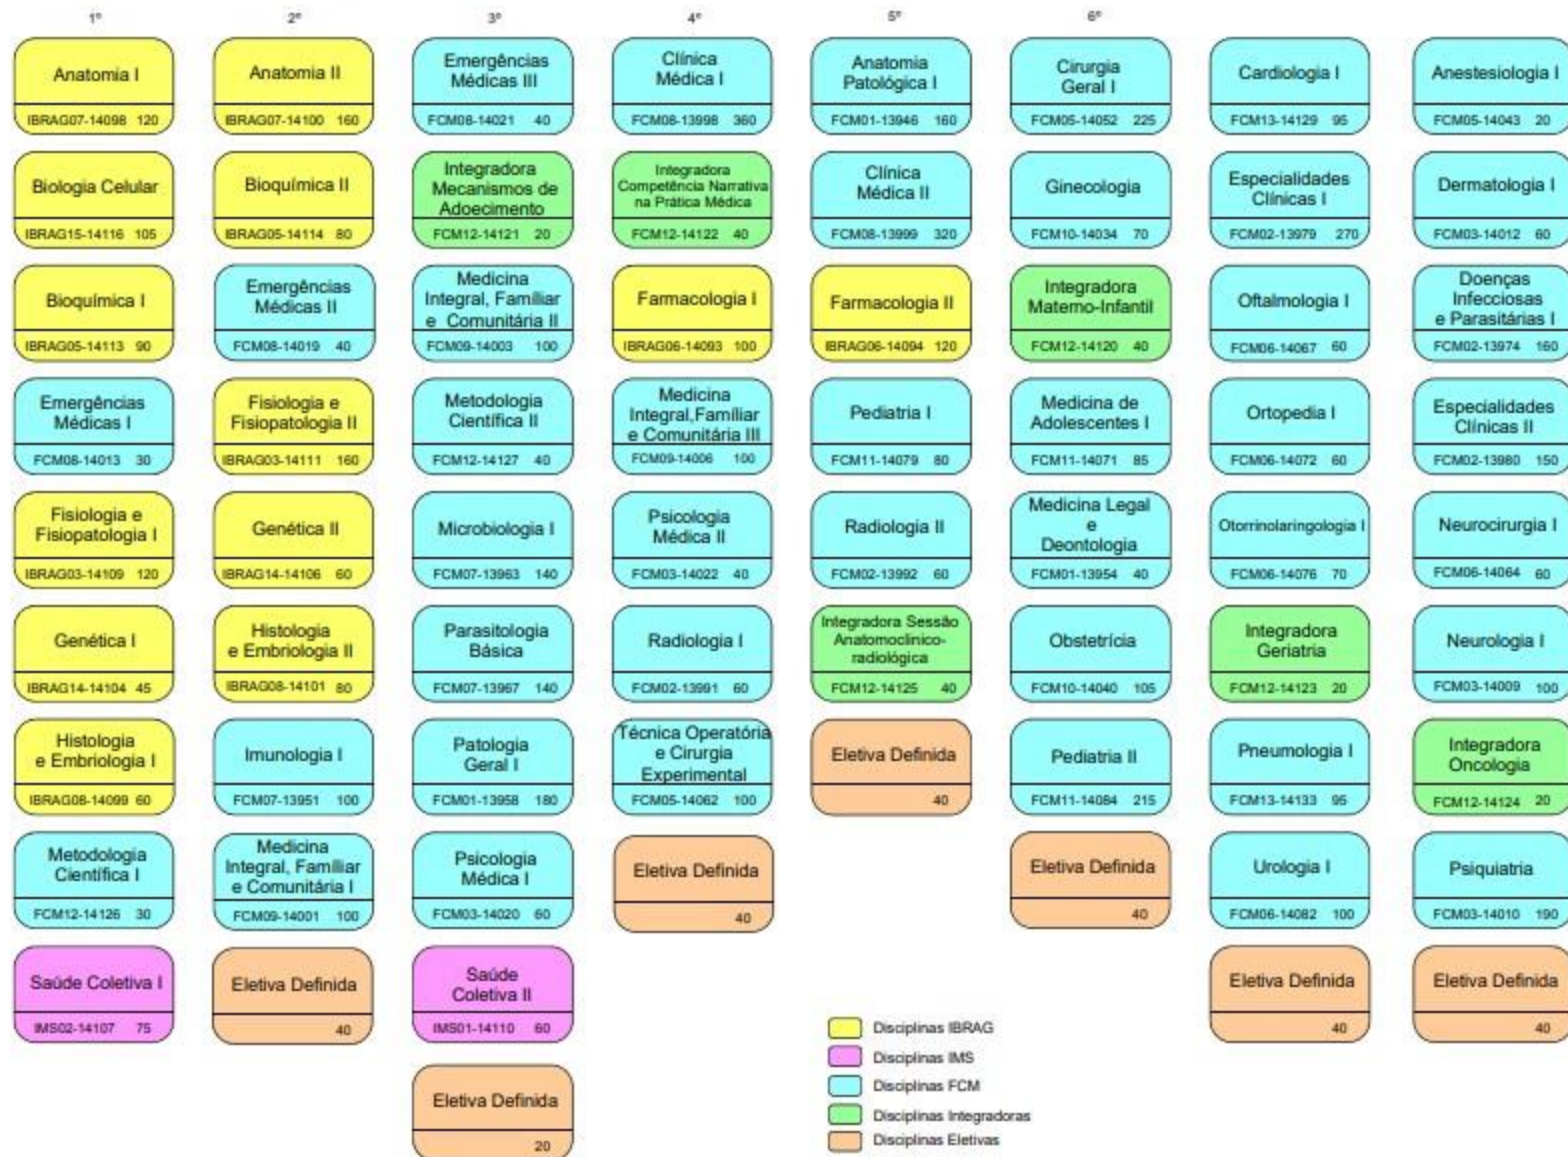 1º
2º
3º
4º
5º
6º
Anatomia I
IBRAG07-14098 120
Biologia Celular
IBRAG15-14116 105
Bioquímica I
IBRAG05-14113 90
Emergências
Médicas I
FCM08-14013 30
Fisiologia e
Fisiopatologia I
IBRAG03-14109 120
Genética I
IBRAG14-14104 45
Histologia
e Embriologia I
IBRAG08-14099 60
Metodologia
Científica I
FCM12-14126 30
Saúde Coletiva I
IMS02-14107 75
Anatomia II
IBRAG07-14100 160
Bioquímica II
IBRAG05-14114 80
Emergências
Médicas II
FCM08-14019 40
Fisiologia e
Fisiopatologia II
IBRAG03-14111 160
Genética II
IBRAG14-14106 60
Histologia
e Embriologia II
IBRAG08-14101 80
Imunologia I
FCM07-13951 100
Medicina
Integral, Famíliar
e Comunitária I
FCM09-14001 100
Eletiva Definida
40
Emergências
Médicas III
FCM08-14021 40
Integradora
Mecanismos de
Adoecimento
FCM12-14121 20
Medicina
Integral, Famíliar
e Comunitária II
FCM09-14003 100
Metodologia
Científica II
FCM12-14127 40
Microbiologia I
FCM07-13963 140
Parasitologia
Básica
FCM07-13967 140
Patologia
Geral I
FCM01-13958 180
Psicologia
Médica I
FCM03-14020 60
Saúde
Coletiva II
IMS01-14110 60
Eletiva Definida
20
Clínica
Médica I
FCM08-13998 360
Integradora
Competência Narrativa
na Prática Médica
FCM12-14122 40
Farmacologia I
IBRAG06-14093 100
Medicina
Integral,Famíliar
e Comunitária III
FCM09-14006 100
Psicologia
Médica II
FCM03-14022 40
Radiologia I
FCM02-13991 60
Técnica Operatória
e Cirurgia
Experimental
FCM05-14062 100
Eletiva Definida
40
Anatomia
Patológica I
FCM01-13946 160
Clínica
Médica II
FCM08-13999 320
Farmacologia II
IBRAG06-14094 120
Pediatria I
FCM11-14079 80
Radiologia II
FCM02-13992 60
Integradora Sessão
Anatomoclinico-
radiológica
FCM12-14125 40
Eletiva Definida
40
Cirurgia
Geral I
FCM05-14052 225
Ginecologia
FCM10-14034 70
Integradora
Materno-Infantil
FCM12-14120 40
Medicina de
Adolescentes I
FCM11-14071 85
Medicina Legal
e
Deontologia
FCM01-13954 40
Obstetrícia
FCM10-14040 105
Pediatria II
FCM11-14084 215
Eletiva Definida
40
Cardiologia I
FCM13-14129 95
Especialidades
Clínicas I
FCM02-13979 270
Oftalmologia I
FCM06-14067 60
Ortopedia I
FCM06-14072 60
Otorrinolaringologia I
FCM06-14076 70
Integradora
Geriatria
FCM12-14123 20
Pneumologia I
FCM13-14133 95
Urologia I
FCM06-14082 100
Eletiva Definida
40
Anestesiologia I
FCM05-14043 20
Dermatologia I
FCM03-14012 60
Doenças
Infecciosas
e Parasitárias I
FCM02-13974 160
Especialidades
Clínicas II
FCM02-13980 150
Neurocirurgia I
FCM06-14064 60
Neurologia I
FCM03-14009 100
Integradora
Oncologia
FCM12-14124 20
Psiquiatria
FCM03-14010 190
Eletiva Definida
40
Disciplinas IBRAG
Disciplinas IMS
Disciplinas FCM
Disciplinas Integradoras
Disciplinas Eletivas